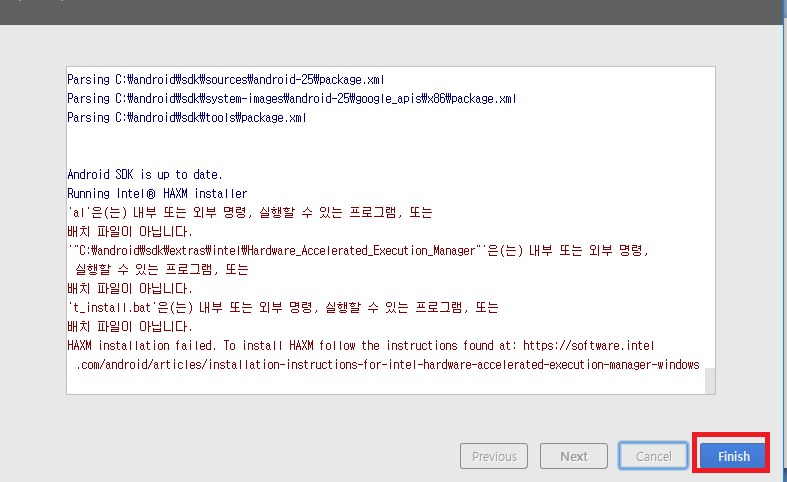 Parsing C:₩android₩sdk₩sources₩android-25₩package.xml
Parsing C:₩android₩sdk₩system-images₩android-25₩google_apis₩x86₩package.xml
Parsing C:₩android₩sdk₩tools₩package.xml
Android SDK is up to date.
Running Intel® HAXM installer
'al'은(는) 내부 또는 외부 명령, 실행할 수 있는 프로그램, 또는
배치 파일이 아닙니다.
'"C:₩android₩sdk₩extras₩intel₩Hardware_Accelerated_Execution_Manager"'은(는) 내부 또는 외부 명령,
실행할 수 있는 프로그램, 또는
배치 파일이 아닙니다.
't_install.bat'은(는) 내부 또는 외부 명령, 실행할 수 있는 프로그램, 또는
배치 파일이 아닙니다.
HAXM installation failed. To install HAXM follow the instructions found at: https://software.intel
.com/android/articles/installation-instructions-for-intel-hardware-accelerated-execution-manager-windows
Previous Next Cancel Finish